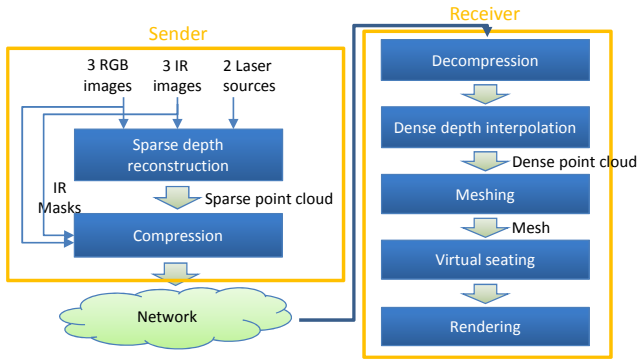 Sender
3 RGB images
3 IR images
2 Laser sources
Sparse depth reconstruction
IR Masks
Sparse point cloud
Compression
Network
Receiver
Decompression
Dense depth interpolation
Dense point cloud
Meshing
Mesh
Virtual seating
Rendering